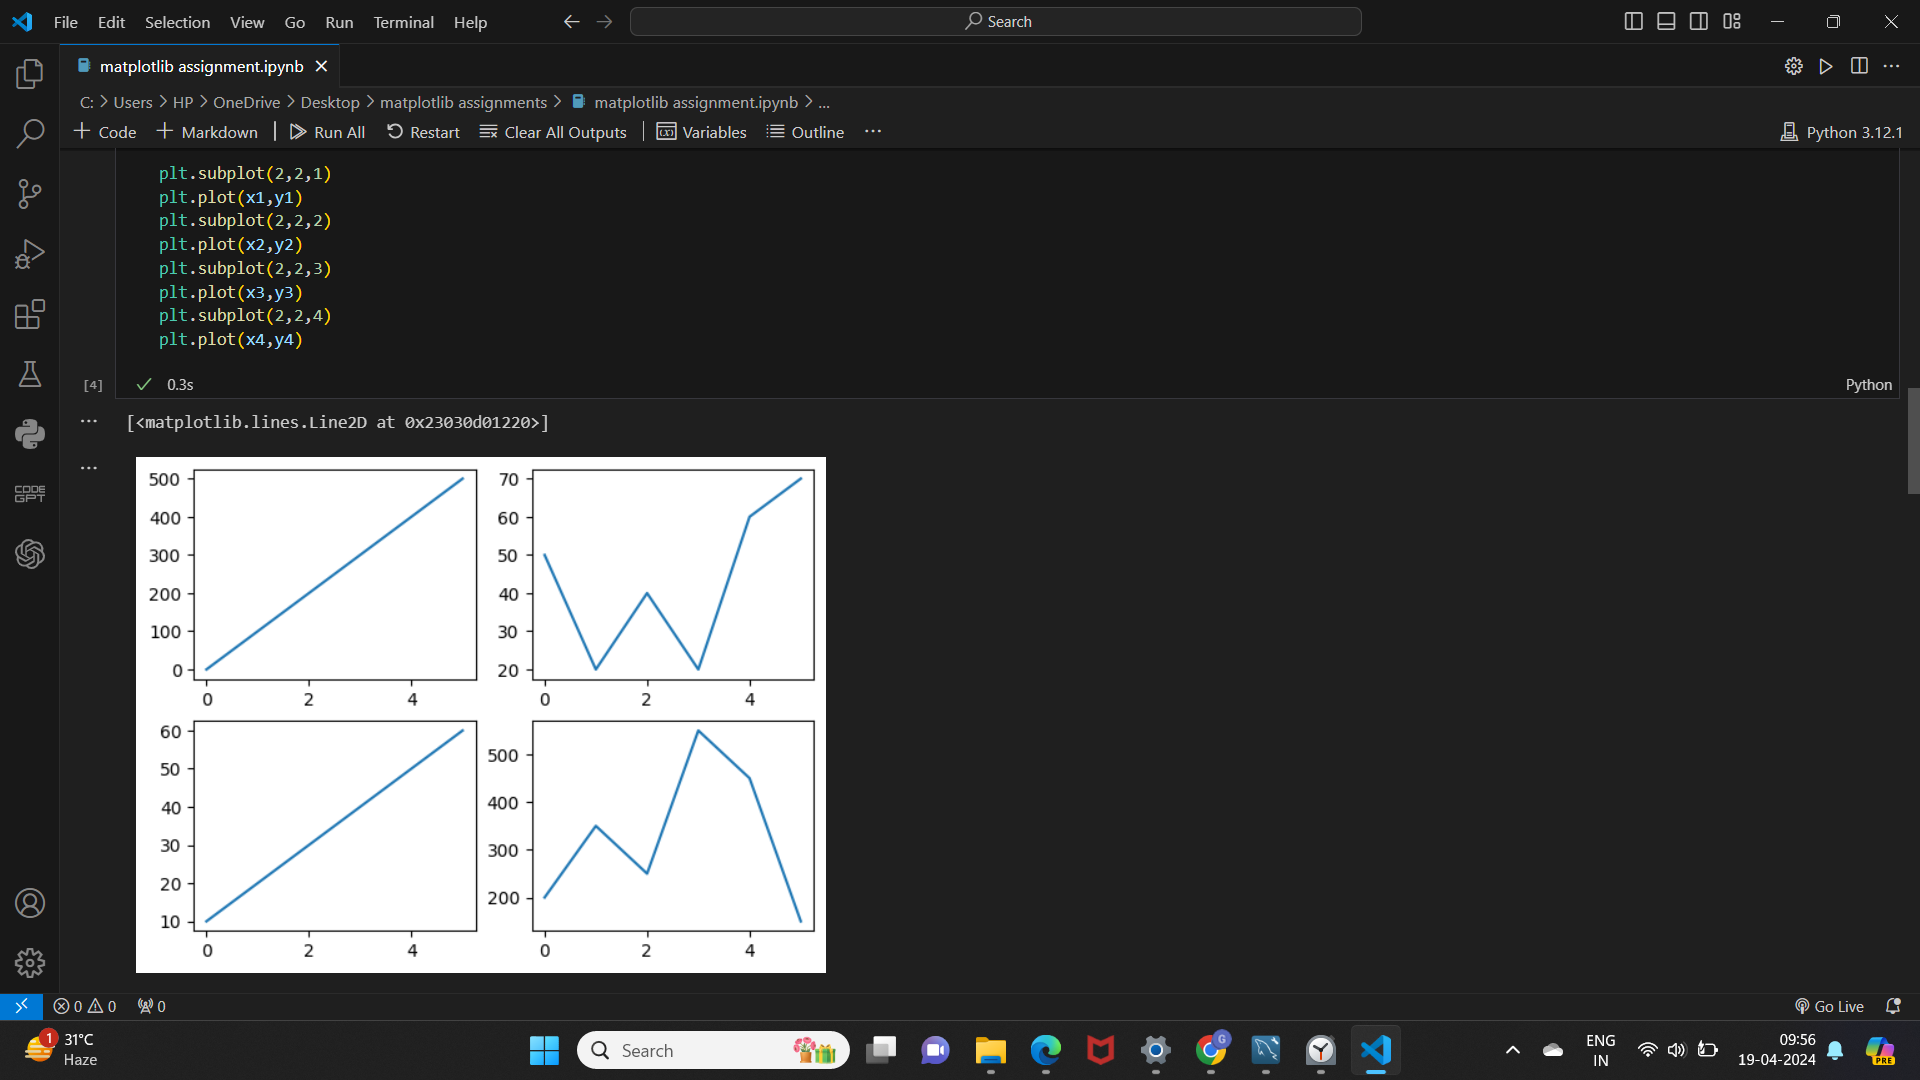 File Edit Selection View Go Run Terminal Help
Search
matplotlib assignment.ipynb
C: > Users > HP > OneDrive > Desktop > matplotlib assignments > matplotlib assignment.ipynb > ...
+ Code + Markdown | Run All Restart Clear All Outputs | Variables Outline ...
Python 3.12.1
plt.subplot(2,2,1)
plt.plot(x1,y1)
plt.subplot(2,2,2)
plt.plot(x2,y2)
plt.subplot(2,2,3)
plt.plot(x3,y3)
plt.subplot(2,2,4)
plt.plot(x4,y4)
[4] 0.3s
Python
[<matplotlib.lines.Line2D at 0x23030d01220>]
CODE
GPT
500
400
300
200
100
0
0 2 4
70
60
50
40
30
20
0 2 4
60
50
40
30
20
10
0 2 4
500
400
300
200
0 2 4
0 0 0
Go Live
1
31°C
Haze
Search
G
ENG
IN
09:56
19-04-2024
PRE